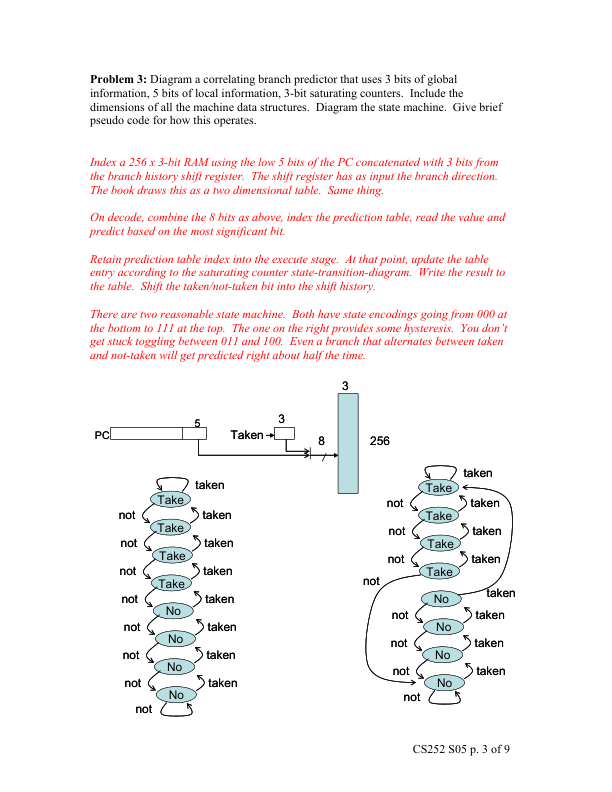 Problem 3: Diagram a correlating branch predictor that uses 3 bits of global
information, 5 bits of local information, 3-bit saturating counters. Include the
dimensions of all the machine data structures. Diagram the state machine. Give brief
pseudo code for how this operates.
Index a 256 x 3-bit RAM using the low 5 bits of the PC concatenated with 3 bits from
the branch history shift register. The shift register has as input the branch direction.
The book draws this as a two dimensional table. Same thing.
On decode, combine the 8 bits as above, index the prediction table, read the value and
predict based on the most significant bit.
Retain prediction table index into the execute stage. At that point, update the table
entry according to the saturating counter state-transition-diagram. Write the result to
the table. Shift the taken/not-taken bit into the shift history.
There are two reasonable state machine. Both have state encodings going from 000 at
the bottom to 111 at the top. The one on the right provides some hysteresis. You don't
get stuck toggling between 011 and 100. Even a branch that alternates between taken
and not-taken will get predicted right about half the time.
3
PC
5
Taken
3
8
256
taken
Take
not
taken
Take
not
taken
Take
not
taken
Take
not
taken
No
not
taken
No
not
taken
No
not
taken
No
not
taken
Take
not
taken
Take
not
taken
Take
not
taken
Take
not
taken
No
not
taken
No
not
taken
No
not
taken
No
not
CS252 S05 p. 3 of 9